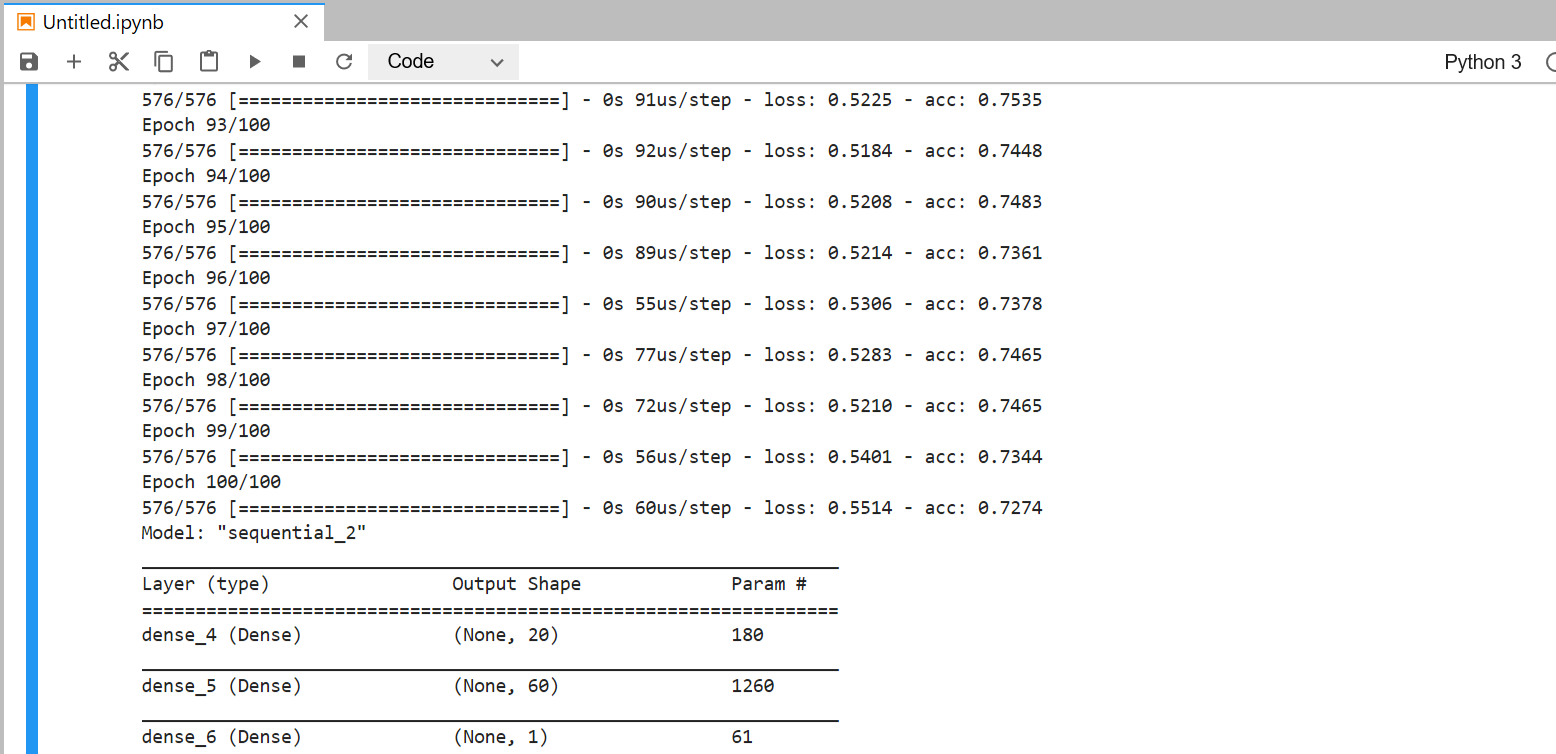 Untitled.ipynb
Code
Python 3
576/576 [==============================] - 0s 91us/step - loss: 0.5225 - acc: 0.7535
Epoch 93/100
576/576 [==============================] - 0s 92us/step - loss: 0.5184 - acc: 0.7448
Epoch 94/100
576/576 [==============================] - 0s 90us/step - loss: 0.5208 - acc: 0.7483
Epoch 95/100
576/576 [==============================] - 0s 89us/step - loss: 0.5214 - acc: 0.7361
Epoch 96/100
576/576 [==============================] - 0s 55us/step - loss: 0.5306 - acc: 0.7378
Epoch 97/100
576/576 [==============================] - 0s 77us/step - loss: 0.5283 - acc: 0.7465
Epoch 98/100
576/576 [==============================] - 0s 72us/step - loss: 0.5210 - acc: 0.7465
Epoch 99/100
576/576 [==============================] - 0s 56us/step - loss: 0.5401 - acc: 0.7344
Epoch 100/100
576/576 [==============================] - 0s 60us/step - loss: 0.5514 - acc: 0.7274
Model: "sequential_2"
_________________________________________________________________
Layer (type)                 Output Shape              Param #
=================================================================
dense_4 (Dense)              (None, 20)                180
_________________________________________________________________
dense_5 (Dense)              (None, 60)                1260
_________________________________________________________________
dense_6 (Dense)              (None, 1)                 61